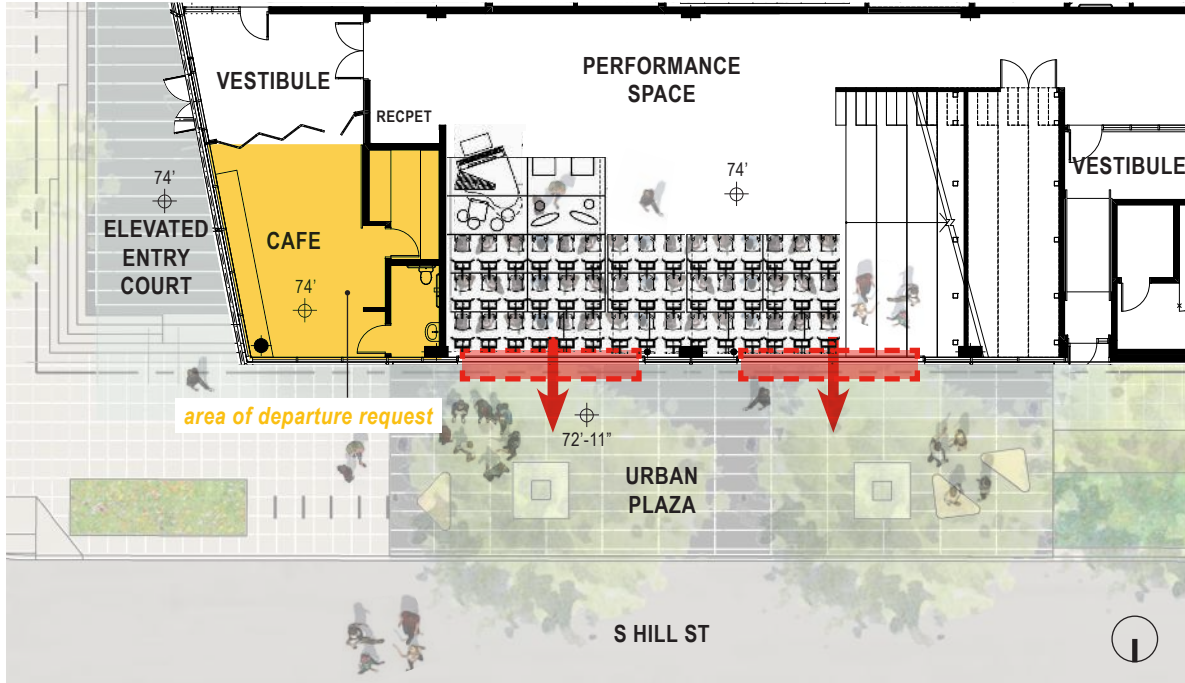 VESTIBULE
PERFORMANCE
SPACE
RECPET
VESTIBULE
74’
74’
ELEVATED
ENTRY
COURT
CAFE
74’
area of departure request
72’-11”
URBAN
PLAZA
S HILL ST